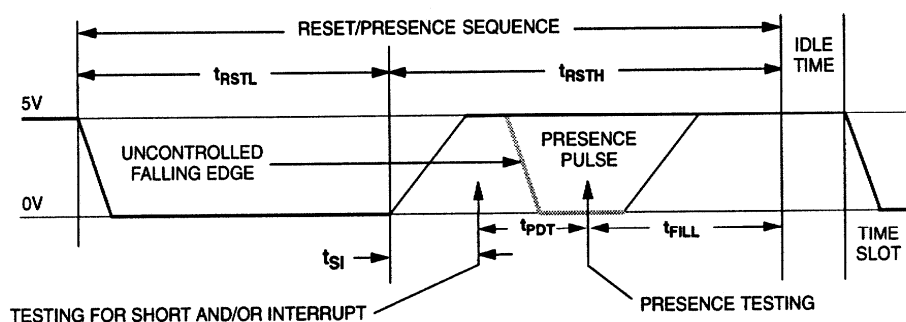 RESET/PRESENCE SEQUENCE
IDLE
TIME
tRSTL
tRSTH
5V
UNCONTROLLED
FALLING EDGE
PRESENCE
PULSE
0V
tPDT
tFILL
TIME
SLOT
tSI
TESTING FOR SHORT AND/OR INTERRUPT
PRESENCE TESTING